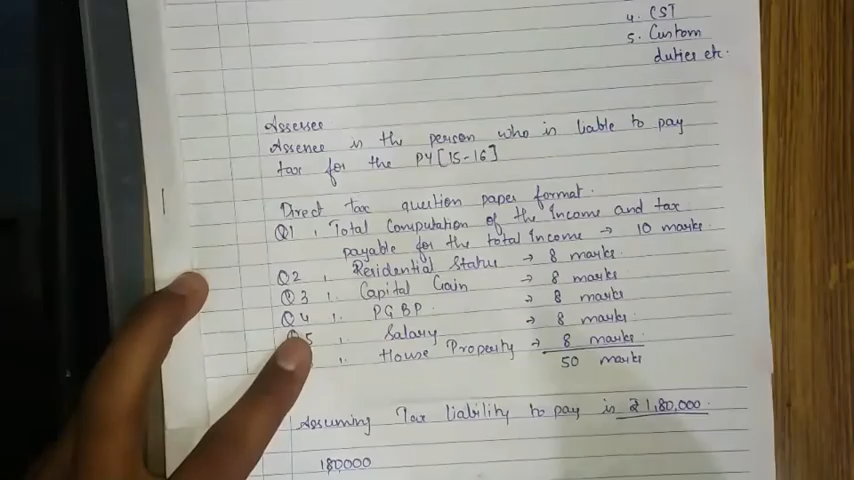 4. CST
5. Custom
duties etc.
Assessee
Assessee is the person who is liable to pay
tax for the PY [15-16]
Direct tax question paper format.
Q1 , Total Computation of the Income and tax
payable for the total Income → 10 marks
Q2 , Residential Status → 8 marks
Q3 , Capital Gain → 8 marks
Q4 , PGBP. → 8 marks
5 , Salary → 8 marks
, House Property → 8 marks
50 marks
Assuming Tax liability to pay is ₹1,80,000.
180000